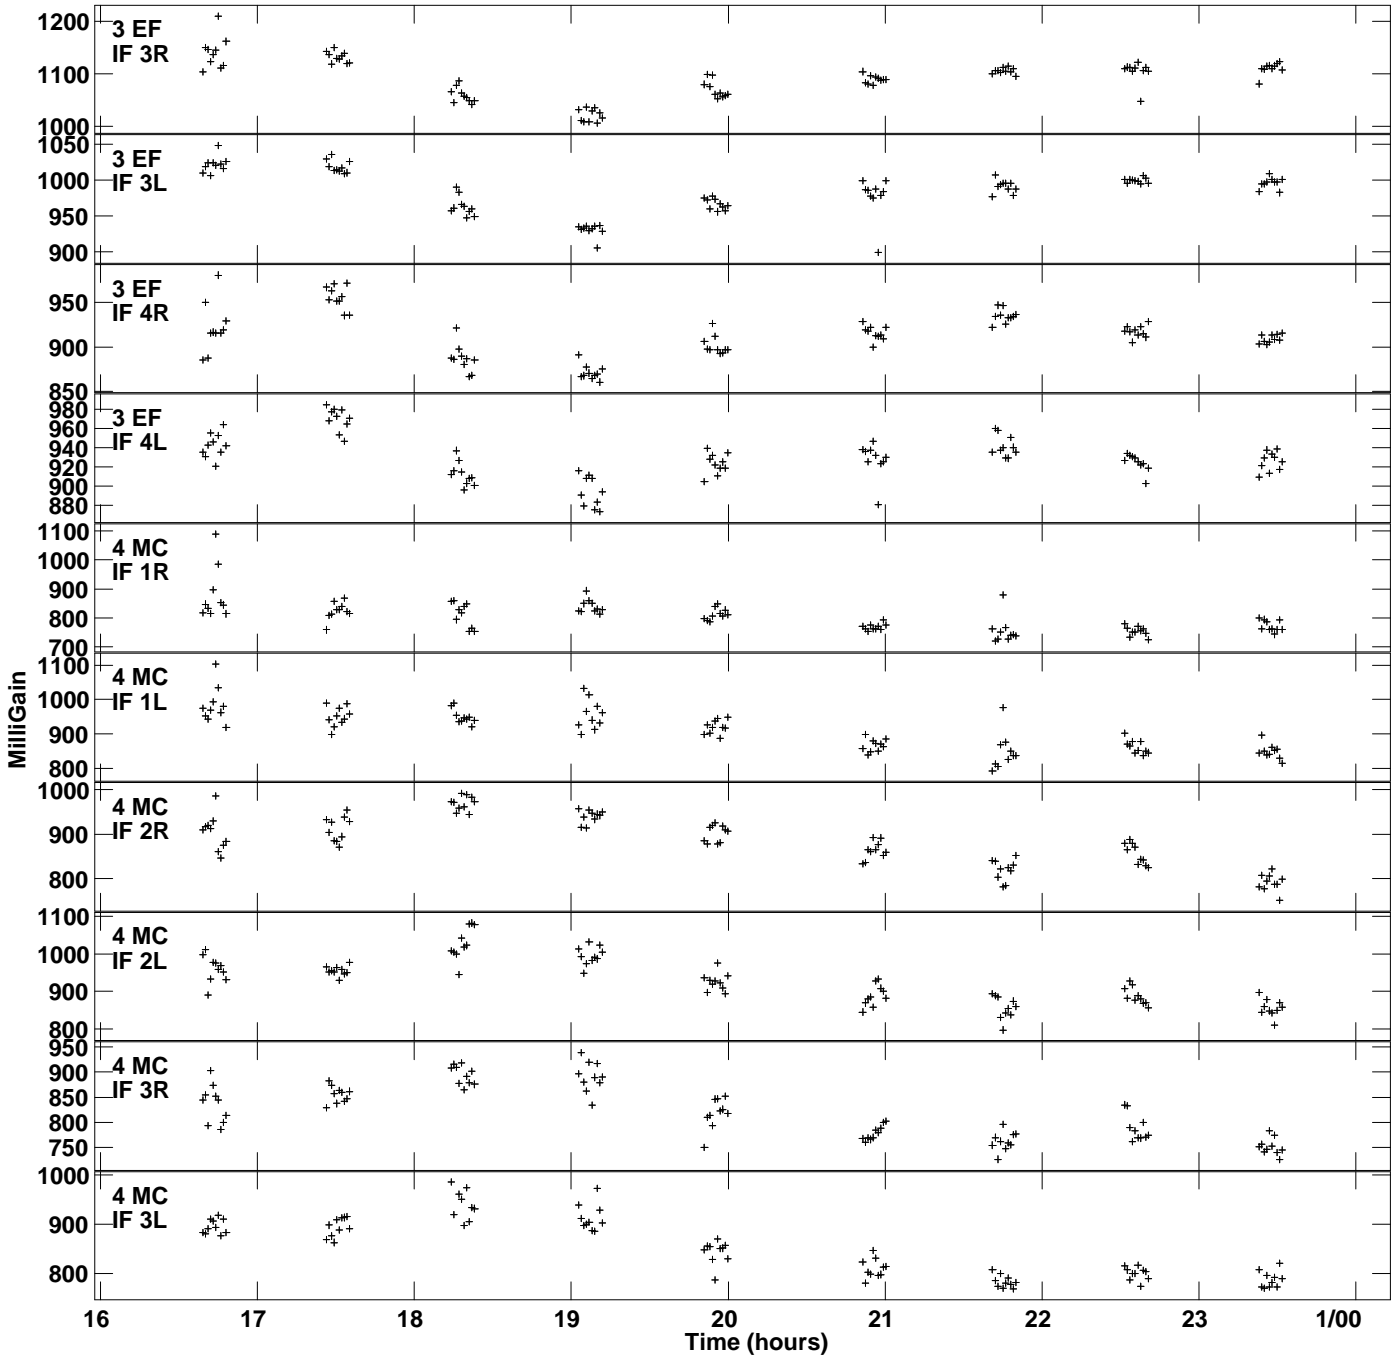 3 EF
IF 3R
1200
1100
1000
3 EF
IF 3L
1050
1000
950
900
3 EF
IF 4R
950
900
850
3 EF
IF 4L
980
960
940
920
900
880
4 MC
IF 1R
1100
1000
900
800
700
4 MC
IF 1L
1100
1000
900
800
4 MC
IF 2R
1000
900
800
4 MC
IF 2L
1100
1000
900
800
4 MC
IF 3R
950
900
850
800
750
4 MC
IF 3L
1000
900
800
MilliGain
16 17 18 19 20 21 22 23 1/00
Time (hours)